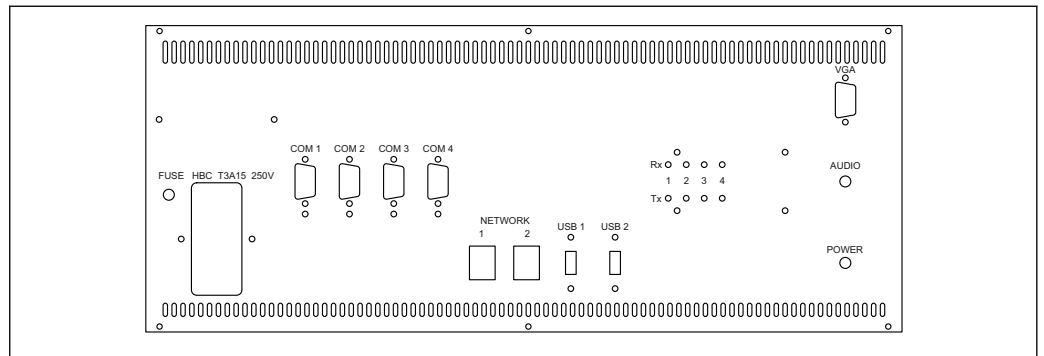 VGA
COM 1 COM 2 COM 3 COM 4
Rx
AUDIO
FUSE HBC T3A15 250V
1 2 3 4
Tx
NETWORK
1 2
USB 1 USB 2
POWER